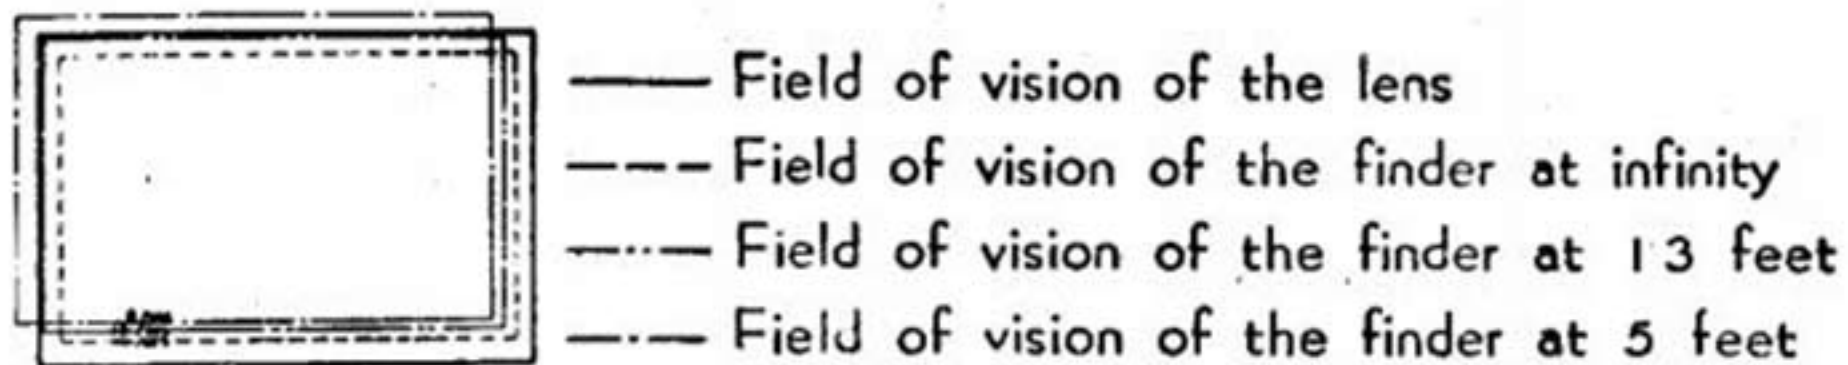 Field of vision of the lens
Field of vision of the finder at infinity
Field of vision of the finder at 13 feet
Field of vision of the finder at 5 feet